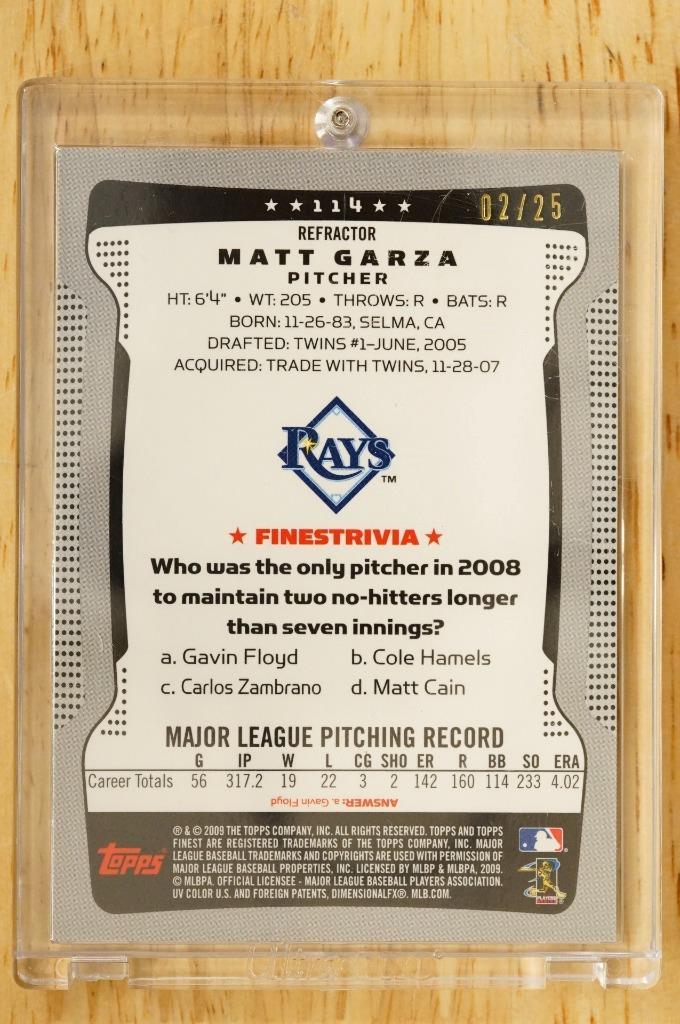 ★ ★ 114 ★ ★ 02/25
REFRACTOR
MATT GARZA
PITCHER
HT: 6'4" • WT: 205 • THROWS: R • BATS: R
BORN: 11-26-83, SELMA, CA
DRAFTED: TWINS #1–JUNE, 2005
ACQUIRED: TRADE WITH TWINS, 11-28-07
RAYS TM
★ FINESTRIVIA ★
Who was the only pitcher in 2008
to maintain two no-hitters longer
than seven innings?
a. Gavin Floyd b. Cole Hamels
c. Carlos Zambrano d. Matt Cain
MAJOR LEAGUE PITCHING RECORD
G IP W L CG SHO ER R BB SO ERA
Career Totals 56 317.2 19 22 3 2 142 160 114 233 4.02
ANSWER: a. Gavin Floyd
® & © 2009 THE TOPPS COMPANY, INC. ALL RIGHTS RESERVED. TOPPS AND TOPPS
FINEST ARE REGISTERED TRADEMARKS OF THE TOPPS COMPANY, INC. MAJOR
LEAGUE BASEBALL TRADEMARKS AND COPYRIGHTS ARE USED WITH PERMISSION OF
MAJOR LEAGUE BASEBALL PROPERTIES, INC. LICENSED BY MLBP & MLBPA, 2009.
© MLBPA. OFFICIAL LICENSEE - MAJOR LEAGUE BASEBALL PLAYERS ASSOCIATION.
UV COLOR U.S. AND FOREIGN PATENTS, DIMENSIONALFX®. MLB.COM.
Topps
PLAYERS